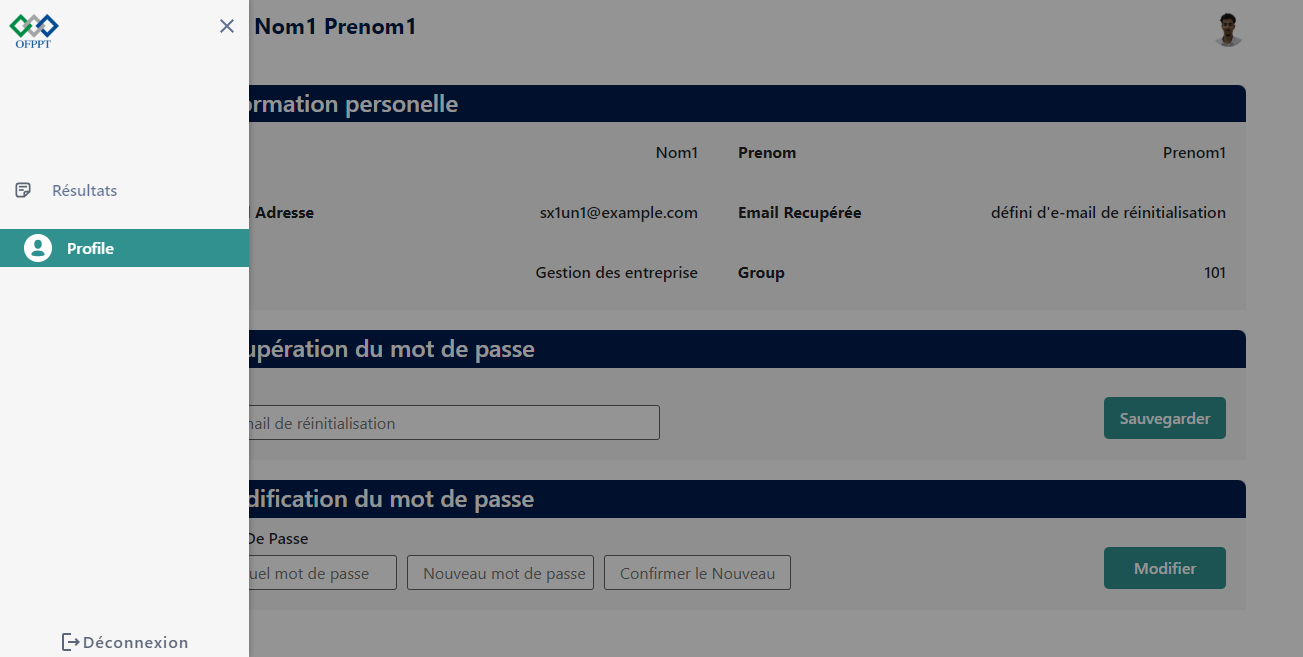 OFPPT
Nom1 Prenom1
Résultats
Profile
Déconnexion
ormation personelle
Nom1 Prenom Prenom1
Adresse sx1un1@example.com Email Recupérée défini d'e-mail de réinitialisation
Gestion des entreprise Group 101
upération du mot de passe
ail de réinitialisation Sauvegarder
dification du mot de passe
De Passe
uel mot de passe Nouveau mot de passe Confirmer le Nouveau Modifier